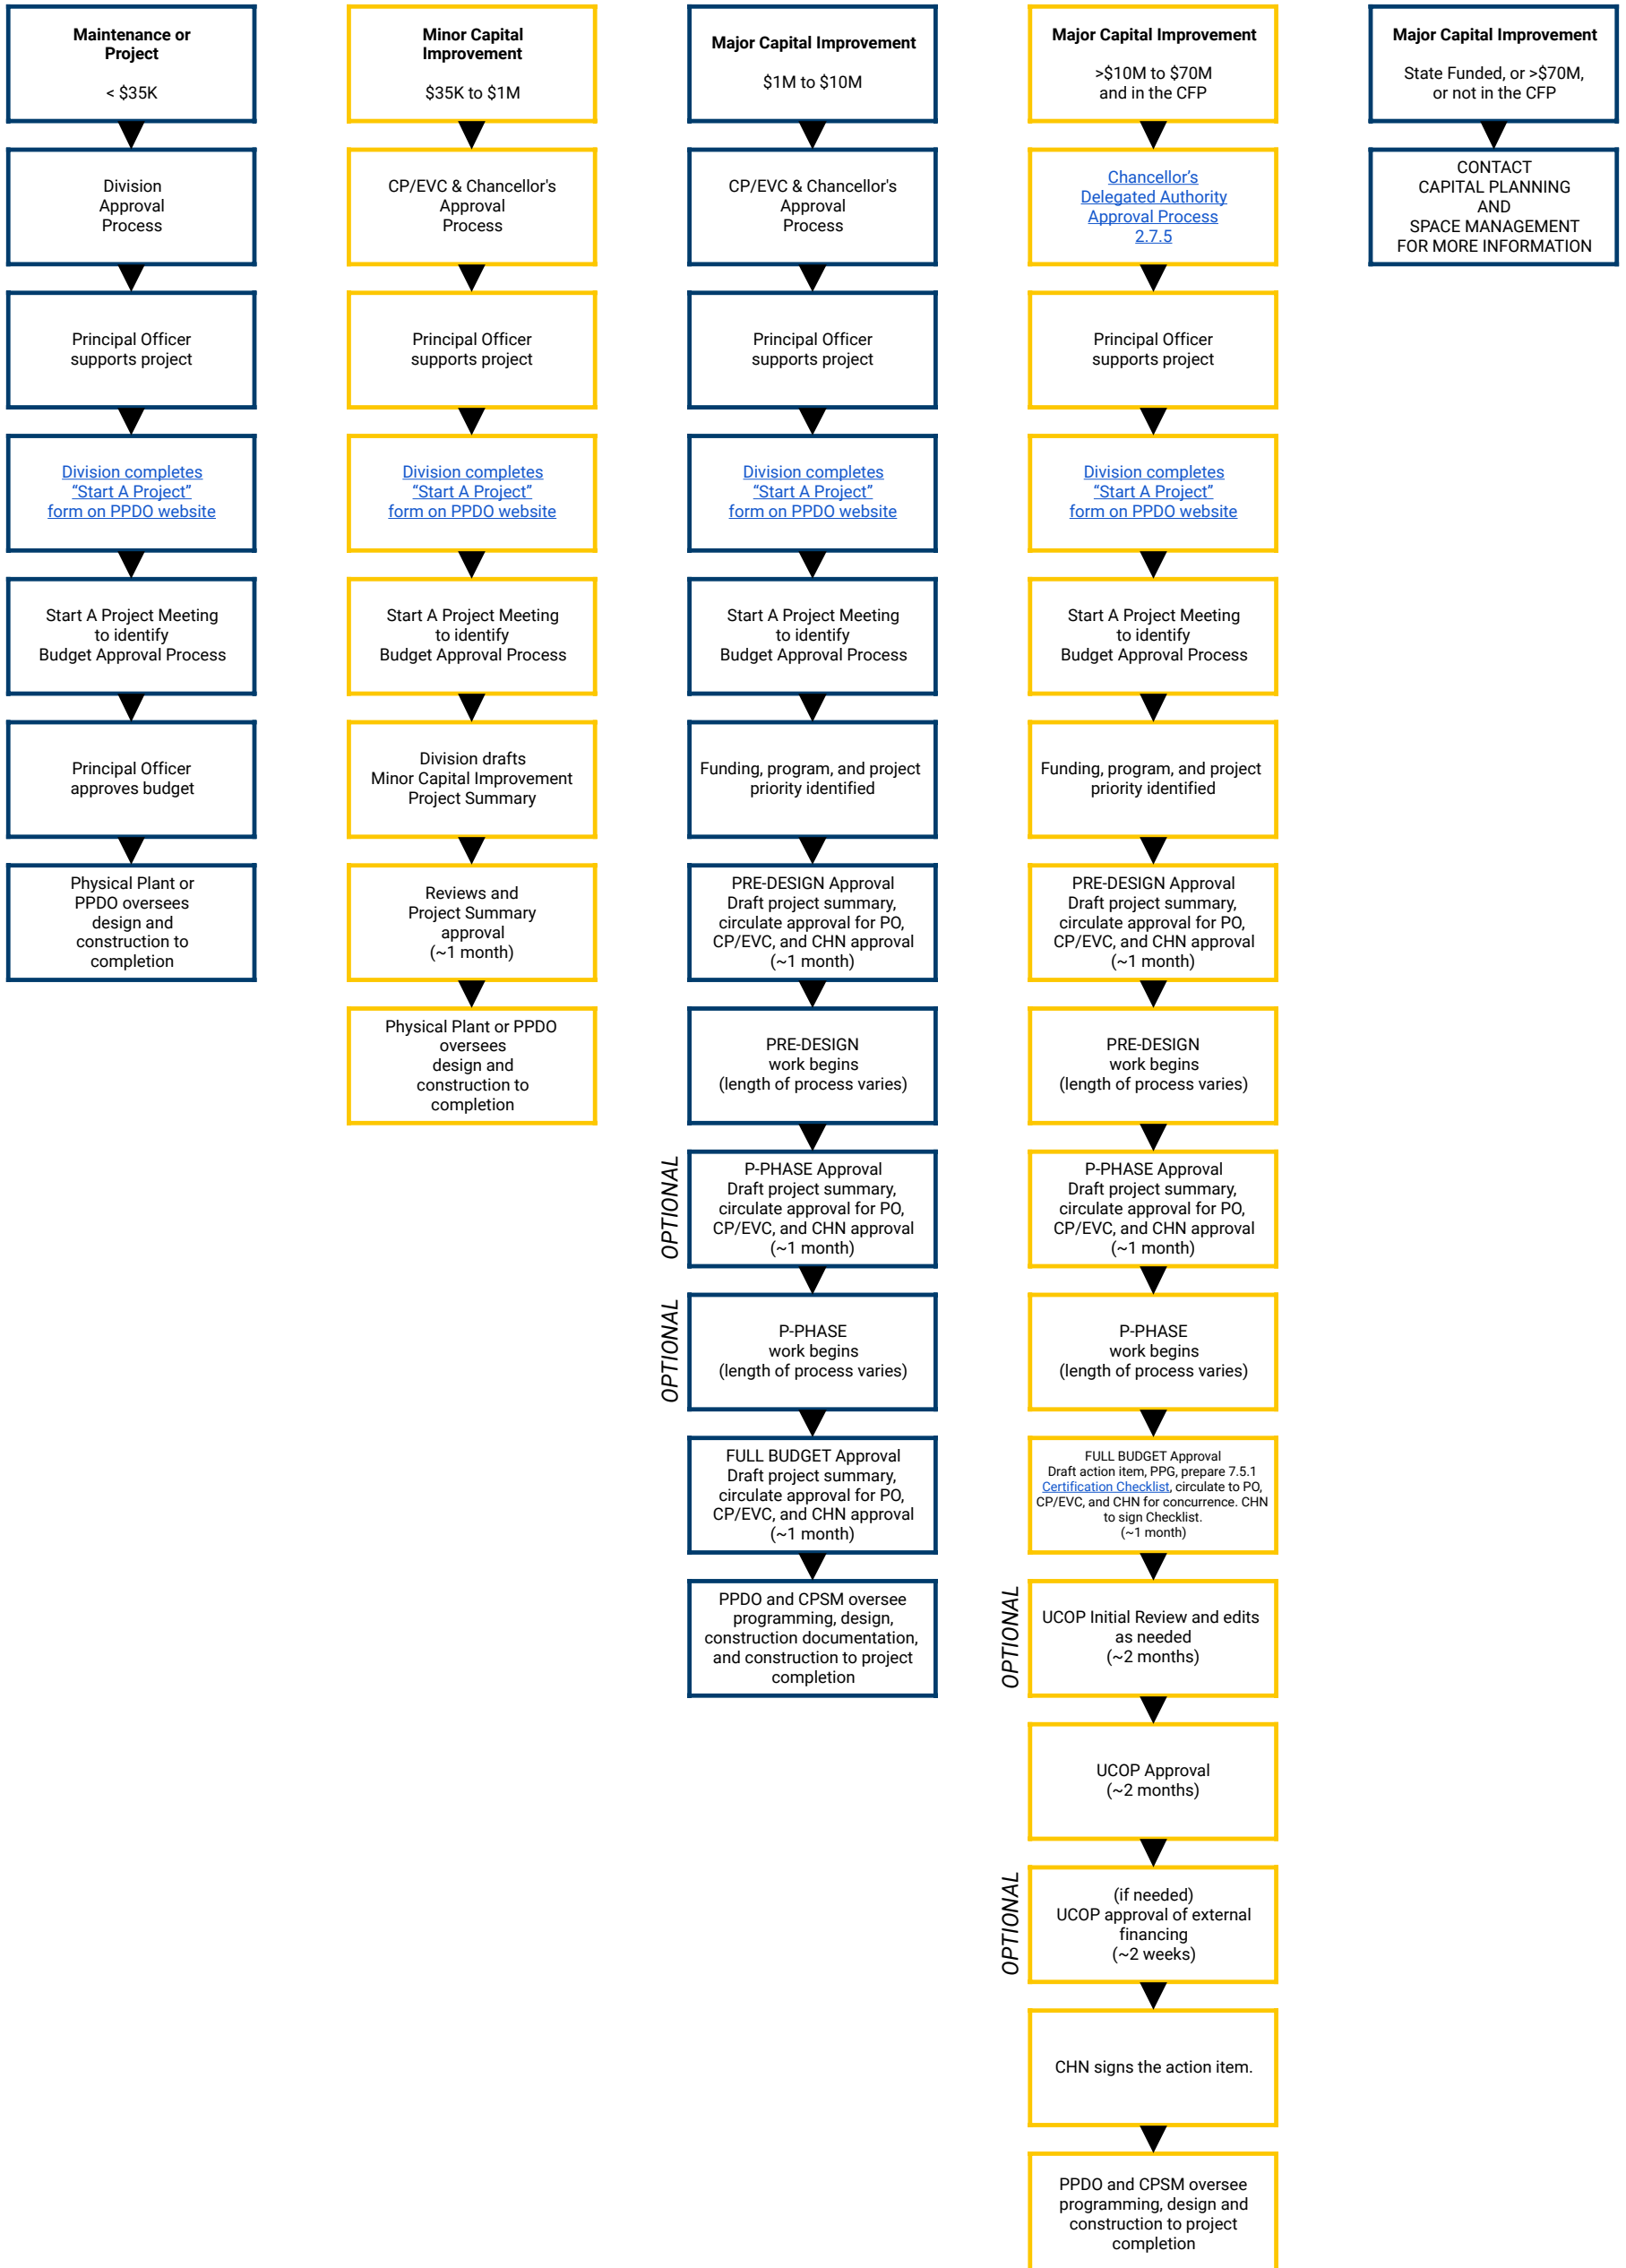 Maintenance or
Project
< $35K
Division
Approval
Process
Principal Officer
supports project
Division completes
“Start A Project”
form on PPDO website
Start A Project Meeting
to identify
Budget Approval Process
Principal Officer
approves budget
Physical Plant or
PPDO oversees
design and
construction to
completion
Minor Capital
Improvement
$35K to $1M
CP/EVC & Chancellor's
Approval
Process
Principal Officer
supports project
Division completes
“Start A Project”
form on PPDO website
Start A Project Meeting
to identify
Budget Approval Process
Division drafts
Minor Capital Improvement
Project Summary
Reviews and
Project Summary
approval
(~1 month)
Physical Plant or PPDO
oversees
design and
construction to
completion
Major Capital Improvement
$1M to $10M
CP/EVC & Chancellor's
Approval
Process
Principal Officer
supports project
Division completes
“Start A Project”
form on PPDO website
Start A Project Meeting
to identify
Budget Approval Process
Funding, program, and project
priority identified
PRE-DESIGN Approval
Draft project summary,
circulate approval for PO,
CP/EVC, and CHN approval
(~1 month)
PRE-DESIGN
work begins
(length of process varies)
OPTIONAL
P-PHASE Approval
Draft project summary,
circulate approval for PO,
CP/EVC, and CHN approval
(~1 month)
OPTIONAL
P-PHASE
work begins
(length of process varies)
FULL BUDGET Approval
Draft project summary,
circulate approval for PO,
CP/EVC, and CHN approval
(~1 month)
PPDO and CPSM oversee
programming, design,
construction documentation,
and construction to project
completion
Major Capital Improvement
>$10M to $70M
and in the CFP
Chancellor’s
Delegated Authority
Approval Process
2.7.5
Principal Officer
supports project
Division completes
“Start A Project”
form on PPDO website
Start A Project Meeting
to identify
Budget Approval Process
Funding, program, and project
priority identified
PRE-DESIGN Approval
Draft project summary,
circulate approval for PO,
CP/EVC, and CHN approval
(~1 month)
PRE-DESIGN
work begins
(length of process varies)
P-PHASE Approval
Draft project summary,
circulate approval for PO,
CP/EVC, and CHN approval
(~1 month)
P-PHASE
work begins
(length of process varies)
FULL BUDGET Approval
Draft action item, PPG, prepare 7.5.1
Certification Checklist, circulate to PO,
CP/EVC, and CHN for concurrence. CHN
to sign Checklist.
(~1 month)
OPTIONAL
UCOP Initial Review and edits
as needed
(~2 months)
UCOP Approval
(~2 months)
OPTIONAL
(if needed)
UCOP approval of external
financing
(~2 weeks)
CHN signs the action item.
PPDO and CPSM oversee
programming, design and
construction to project
completion
Major Capital Improvement
State Funded, or >$70M,
or not in the CFP
CONTACT
CAPITAL PLANNING
AND
SPACE MANAGEMENT
FOR MORE INFORMATION